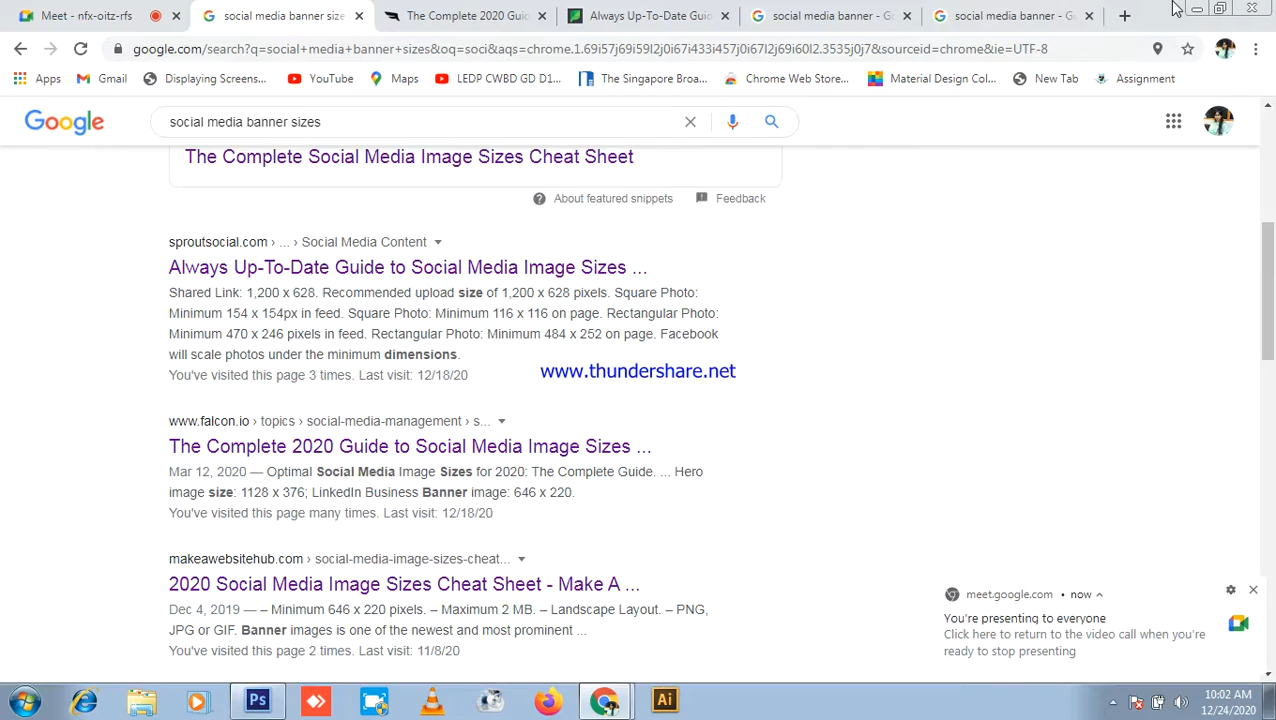 Meet - nfx-oitz-nfs
social media banner size
The Complete 2020 Guid
Always Up-To-Date Guid
social media banner - G
social media banner - G
google.com/search?q=social+media+banner+sizes&oq=soci&aqs=chrome.1.69i57j69i59l2j0i67i433i457j0i67l2j69i60l2.3535j0j7&sourceid=chrome&ie=UTF-8
Apps
Gmail
Displaying Screens...
YouTube
Maps
LEDP CWBD GD D1...
The Singapore Broa...
Chrome Web Store...
Material Design Col...
New Tab
Assignment
Google
social media banner sizes
The Complete Social Media Image Sizes Cheat Sheet
About featured snippets
Feedback
sproutsocial.com › ... › Social Media Content
Always Up-To-Date Guide to Social Media Image Sizes ...
Shared Link: 1,200 x 628. Recommended upload size of 1,200 x 628 pixels. Square Photo:
Minimum 154 x 154px in feed. Square Photo: Minimum 116 x 116 on page. Rectangular Photo:
Minimum 470 x 246 pixels in feed. Rectangular Photo: Minimum 484 x 252 on page. Facebook
will scale photos under the minimum dimensions.
You've visited this page 3 times. Last visit: 12/18/20
www.thundershare.net
www.falcon.io › topics › social-media-management › s...
The Complete 2020 Guide to Social Media Image Sizes ...
Mar 12, 2020 — Optimal Social Media Image Sizes for 2020: The Complete Guide. ... Hero
image size: 1128 x 376; LinkedIn Business Banner image: 646 x 220.
You've visited this page many times. Last visit: 12/18/20
makeawebsitehub.com › social-media-image-sizes-cheat...
2020 Social Media Image Sizes Cheat Sheet - Make A ...
Dec 4, 2019 — – Minimum 646 x 220 pixels. – Maximum 2 MB. – Landscape Layout. – PNG,
JPG or GIF. Banner images is one of the newest and most prominent ...
You've visited this page 2 times. Last visit: 11/8/20
meet.google.com • now
You're presenting to everyone
Click here to return to the video call when you're
ready to stop presenting
Ps
Ai
10:02 AM
12/24/2020